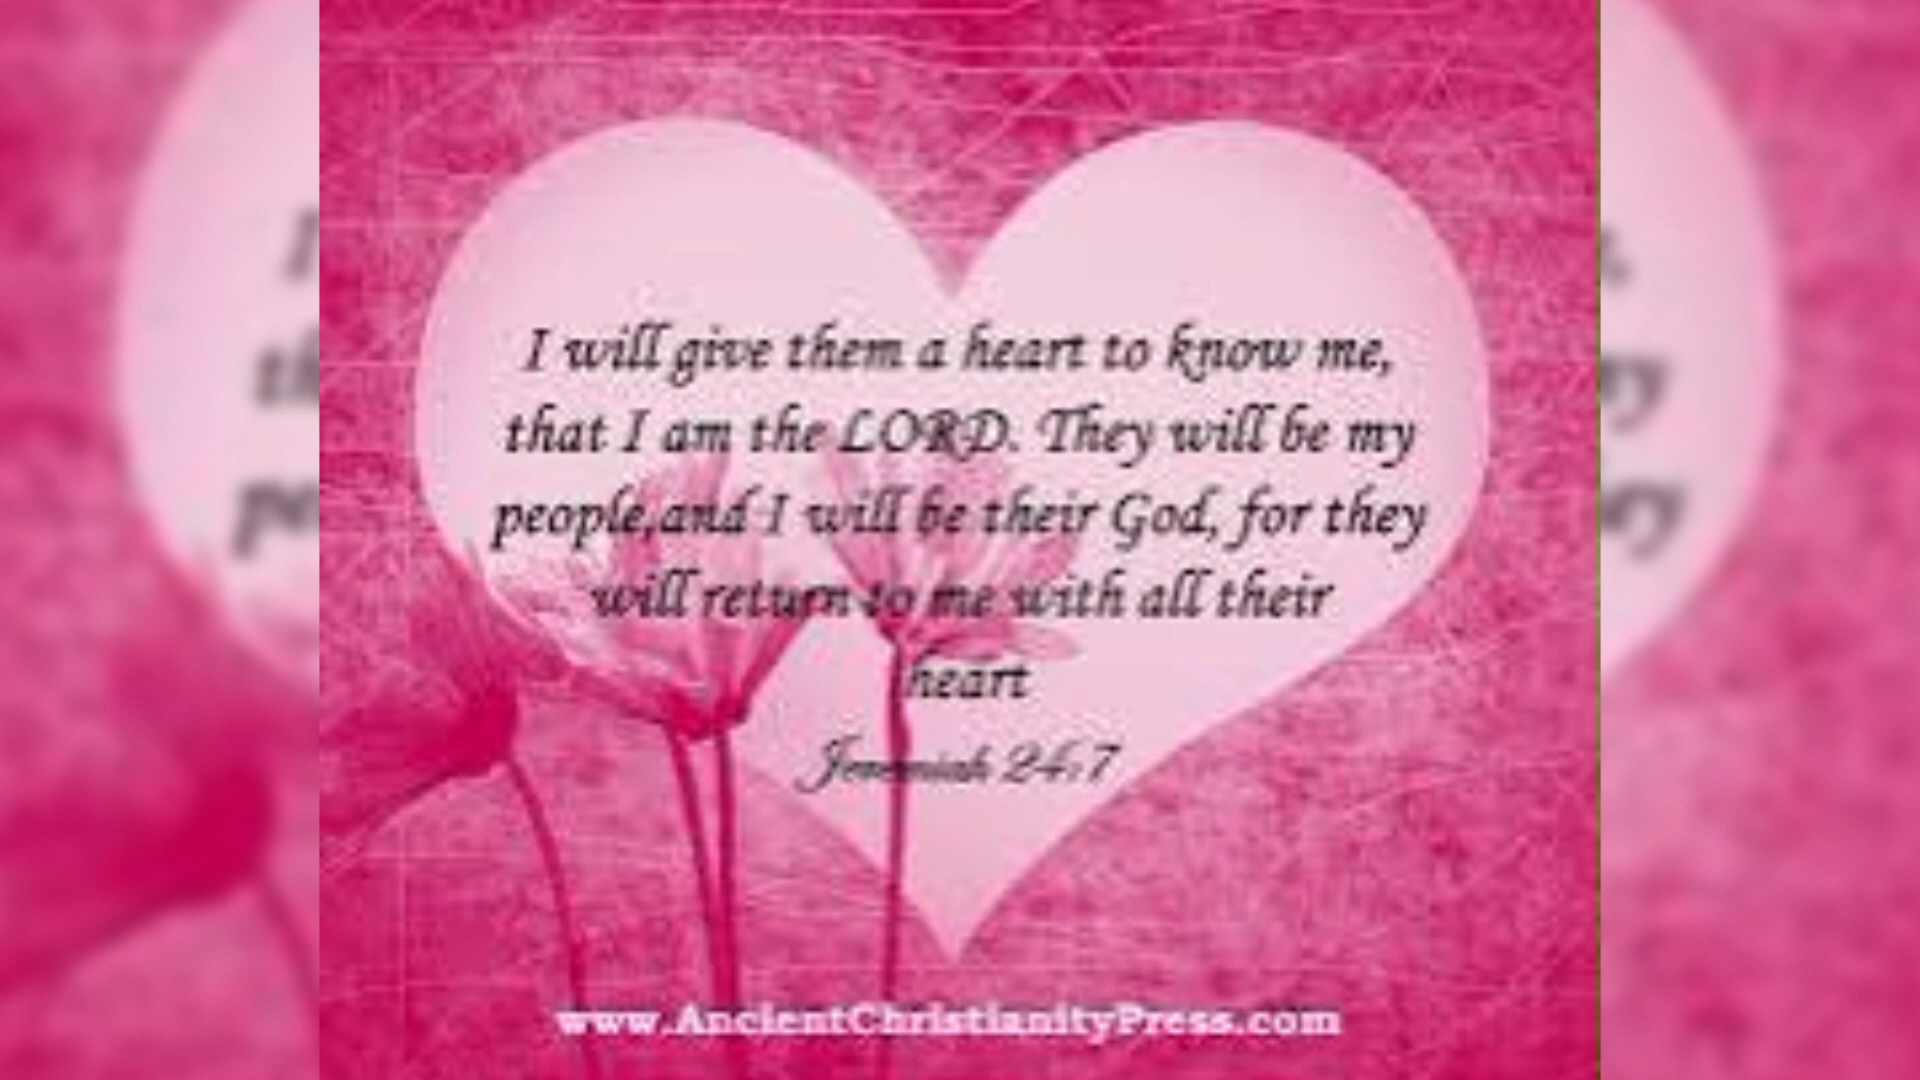 I will give them a heart to know me,
that I am the LORD. They will be my
people,and I will be their God, for they
will return to me with all their
heart
Jeremiah 24:7
www.AncientChristianityPress.com